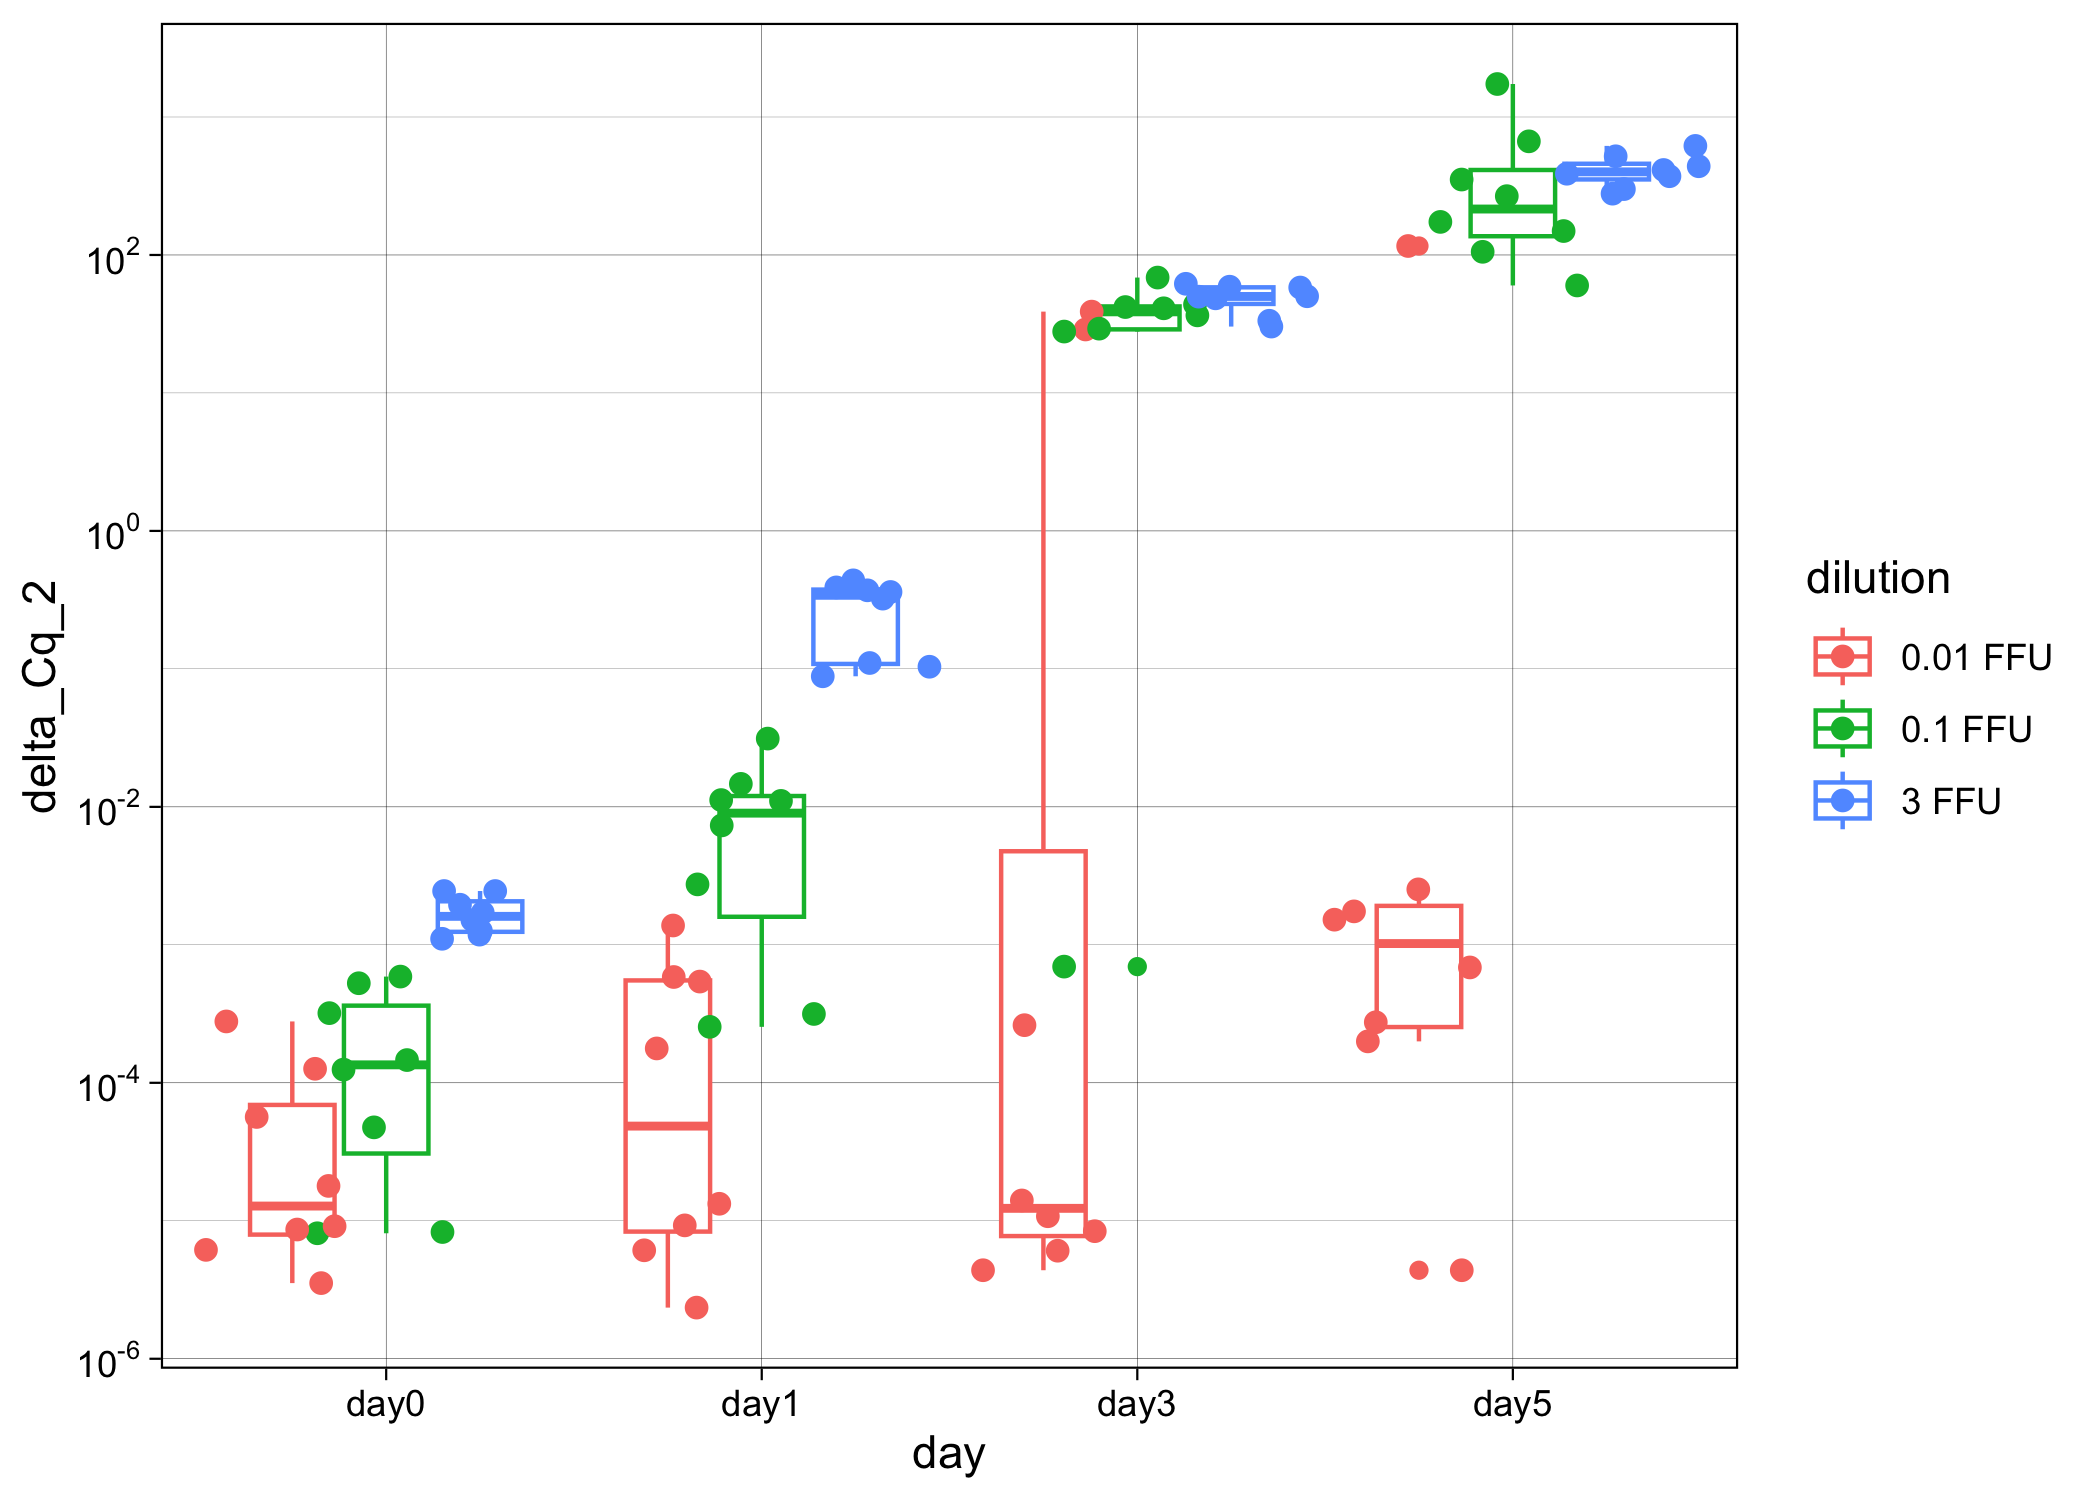 delta_Cq_2
10^2
10^0
10^-2
10^-4
10^-6
day0 day1 day3 day5
day
dilution
0.01 FFU
0.1 FFU
3 FFU